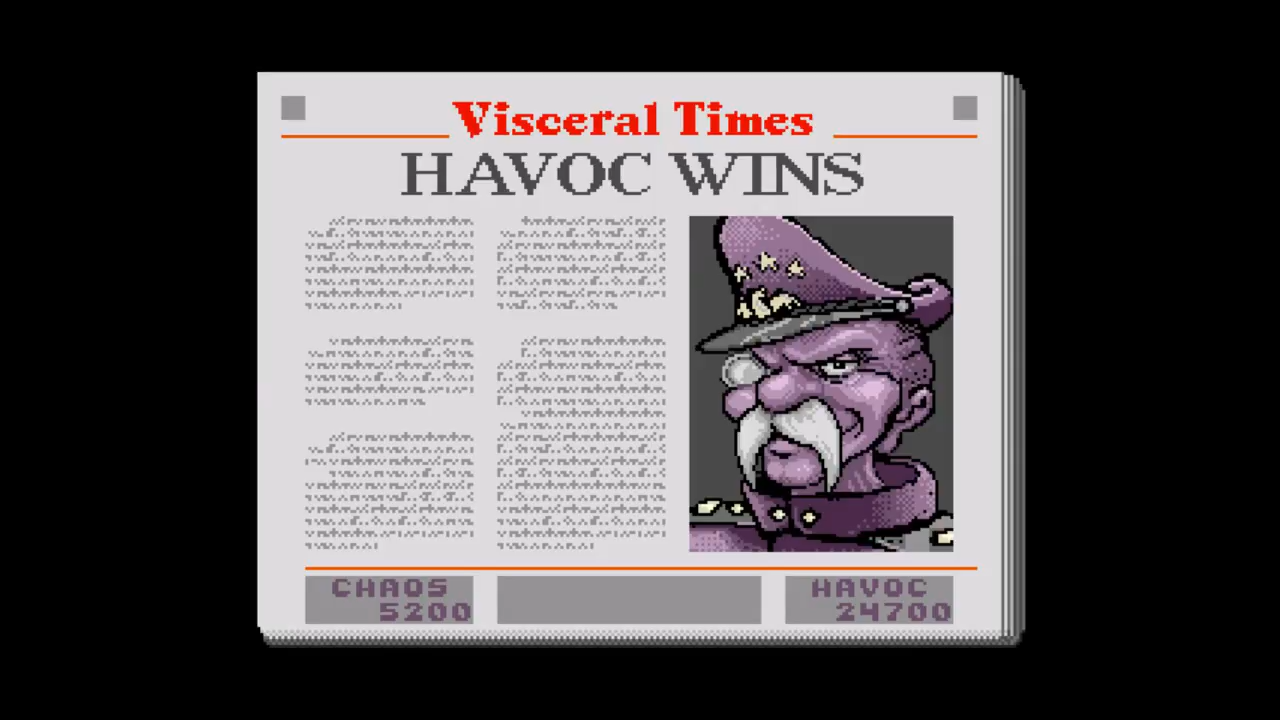 Visceral Times
HAVOC WINS
CHAOS
5200
HAVOC
24700